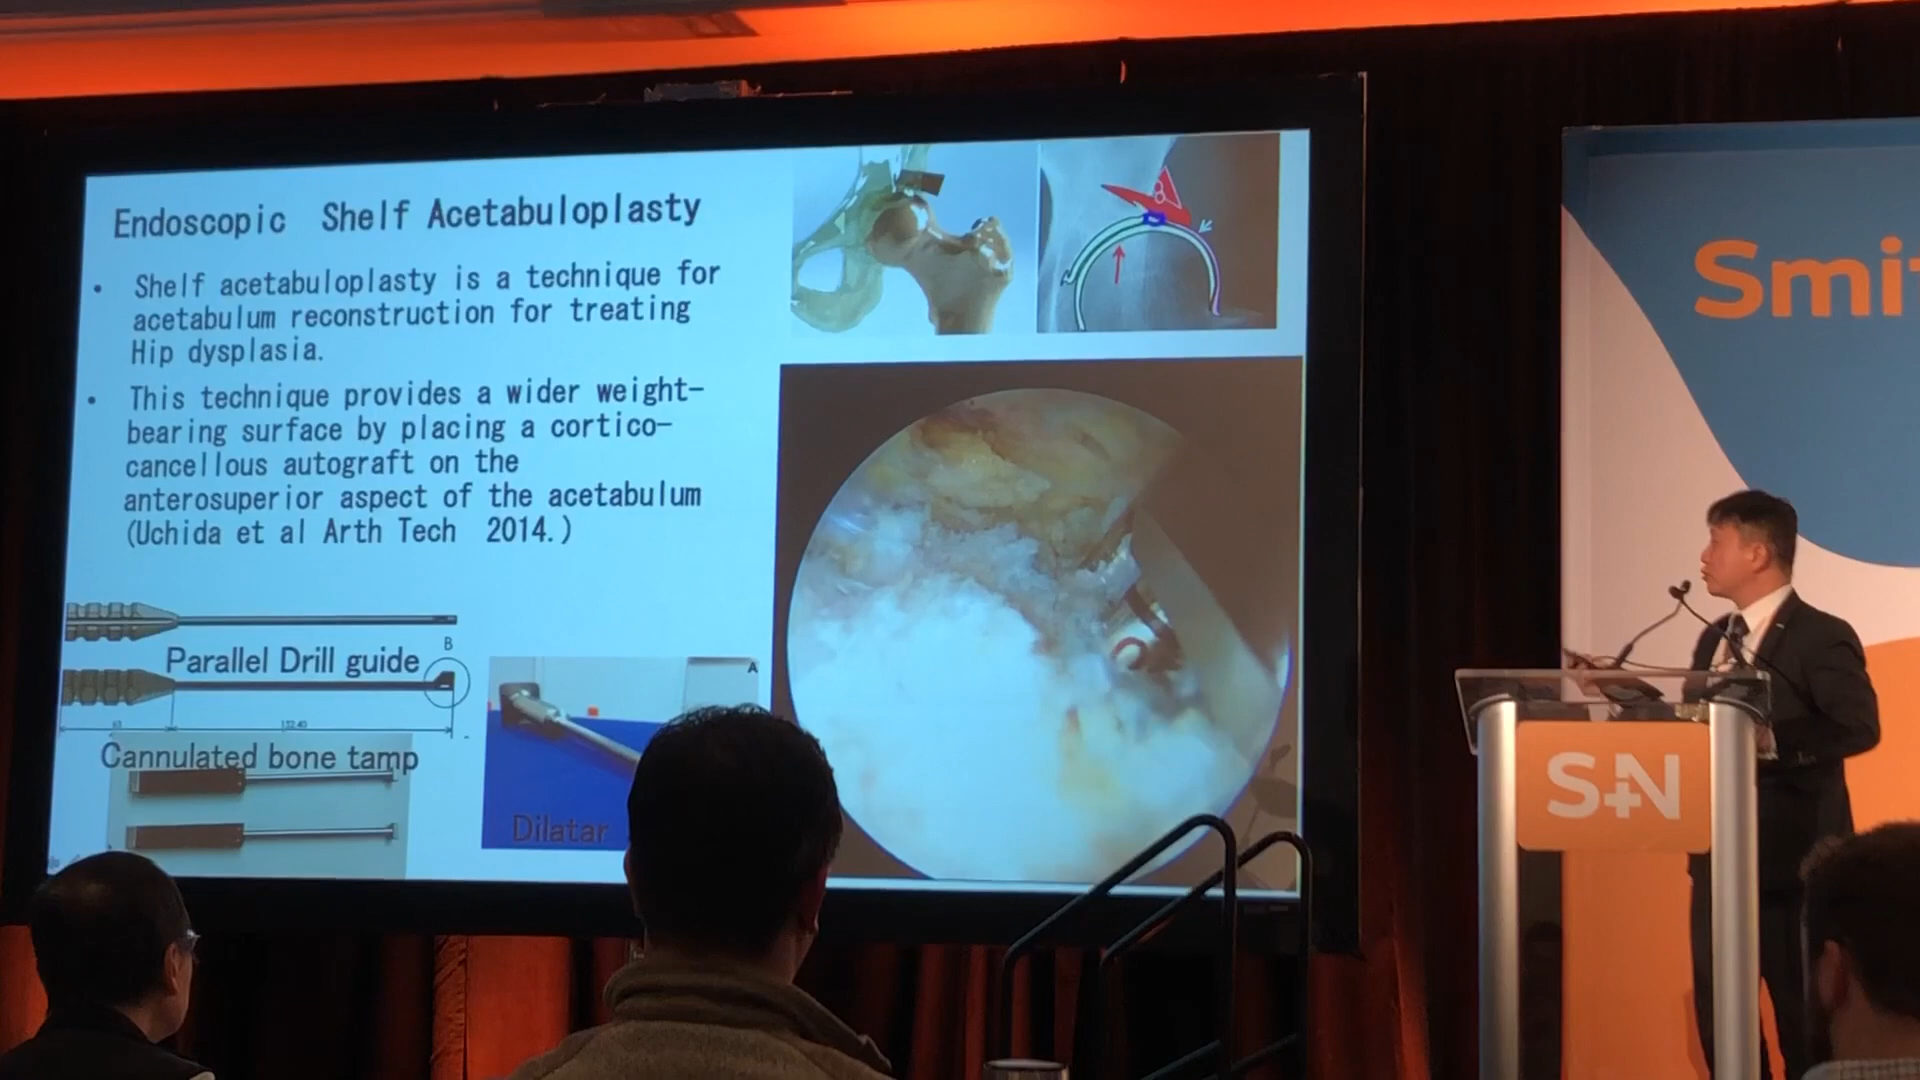 Endoscopic Shelf Acetabuloplasty
• Shelf acetabuloplasty is a technique for
acetabulum reconstruction for treating
Hip dysplasia.
• This technique provides a wider weight-
bearing surface by placing a cortico-
cancellous autograft on the
anterosuperior aspect of the acetabulum
(Uchida et al Arth Tech 2014.)
B
Parallel Drill guide
152.40
Cannulated bone tamp
A
Dilatar
Smi
S+N